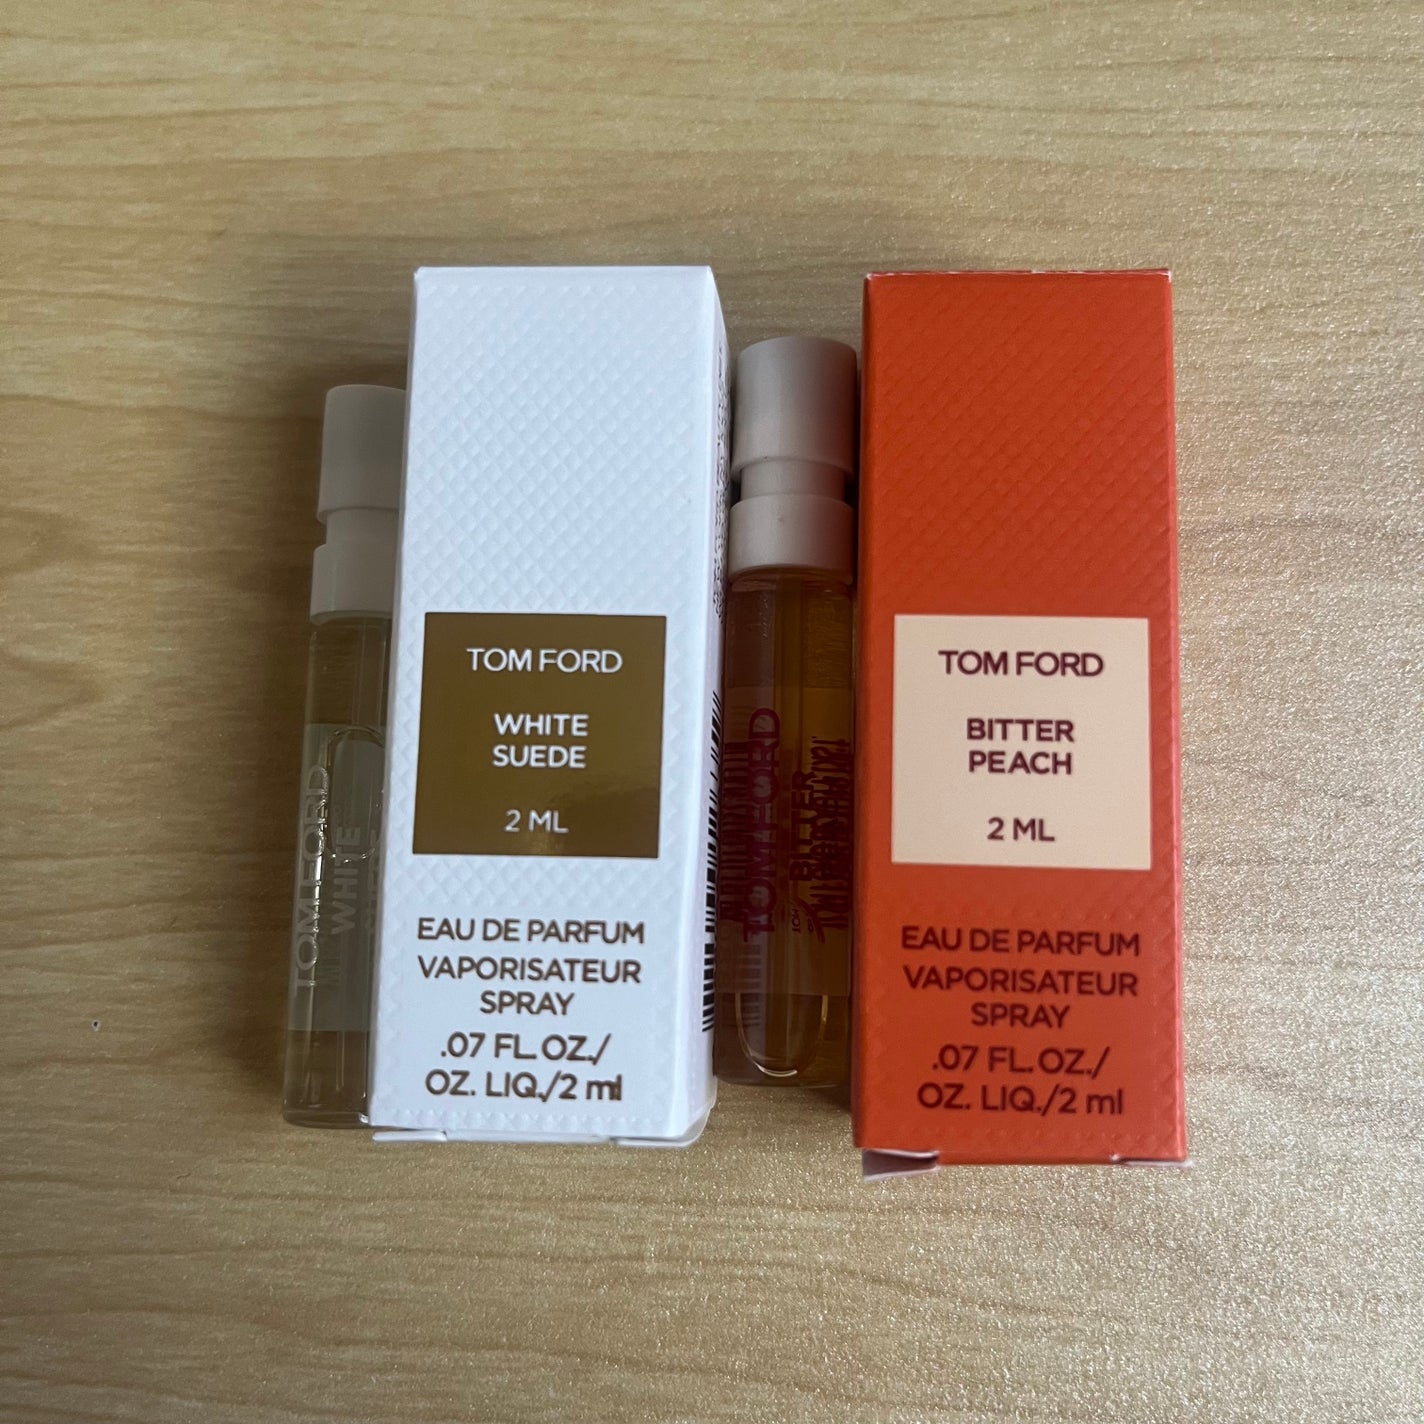 TOM FORD
WHITE
TOM FORD
WHITE
SUEDE
2 ML
EAU DE PARFUM
VAPORISATEUR
SPRAY
.07 FL. OZ./
OZ. LIQ./2 ml
TOM FORD
TOM FORD
BITTER
PEACH
2 ML
EAU DE PARFUM
VAPORISATEUR
SPRAY
.07 FL. OZ./
OZ. LIQ./2 ml